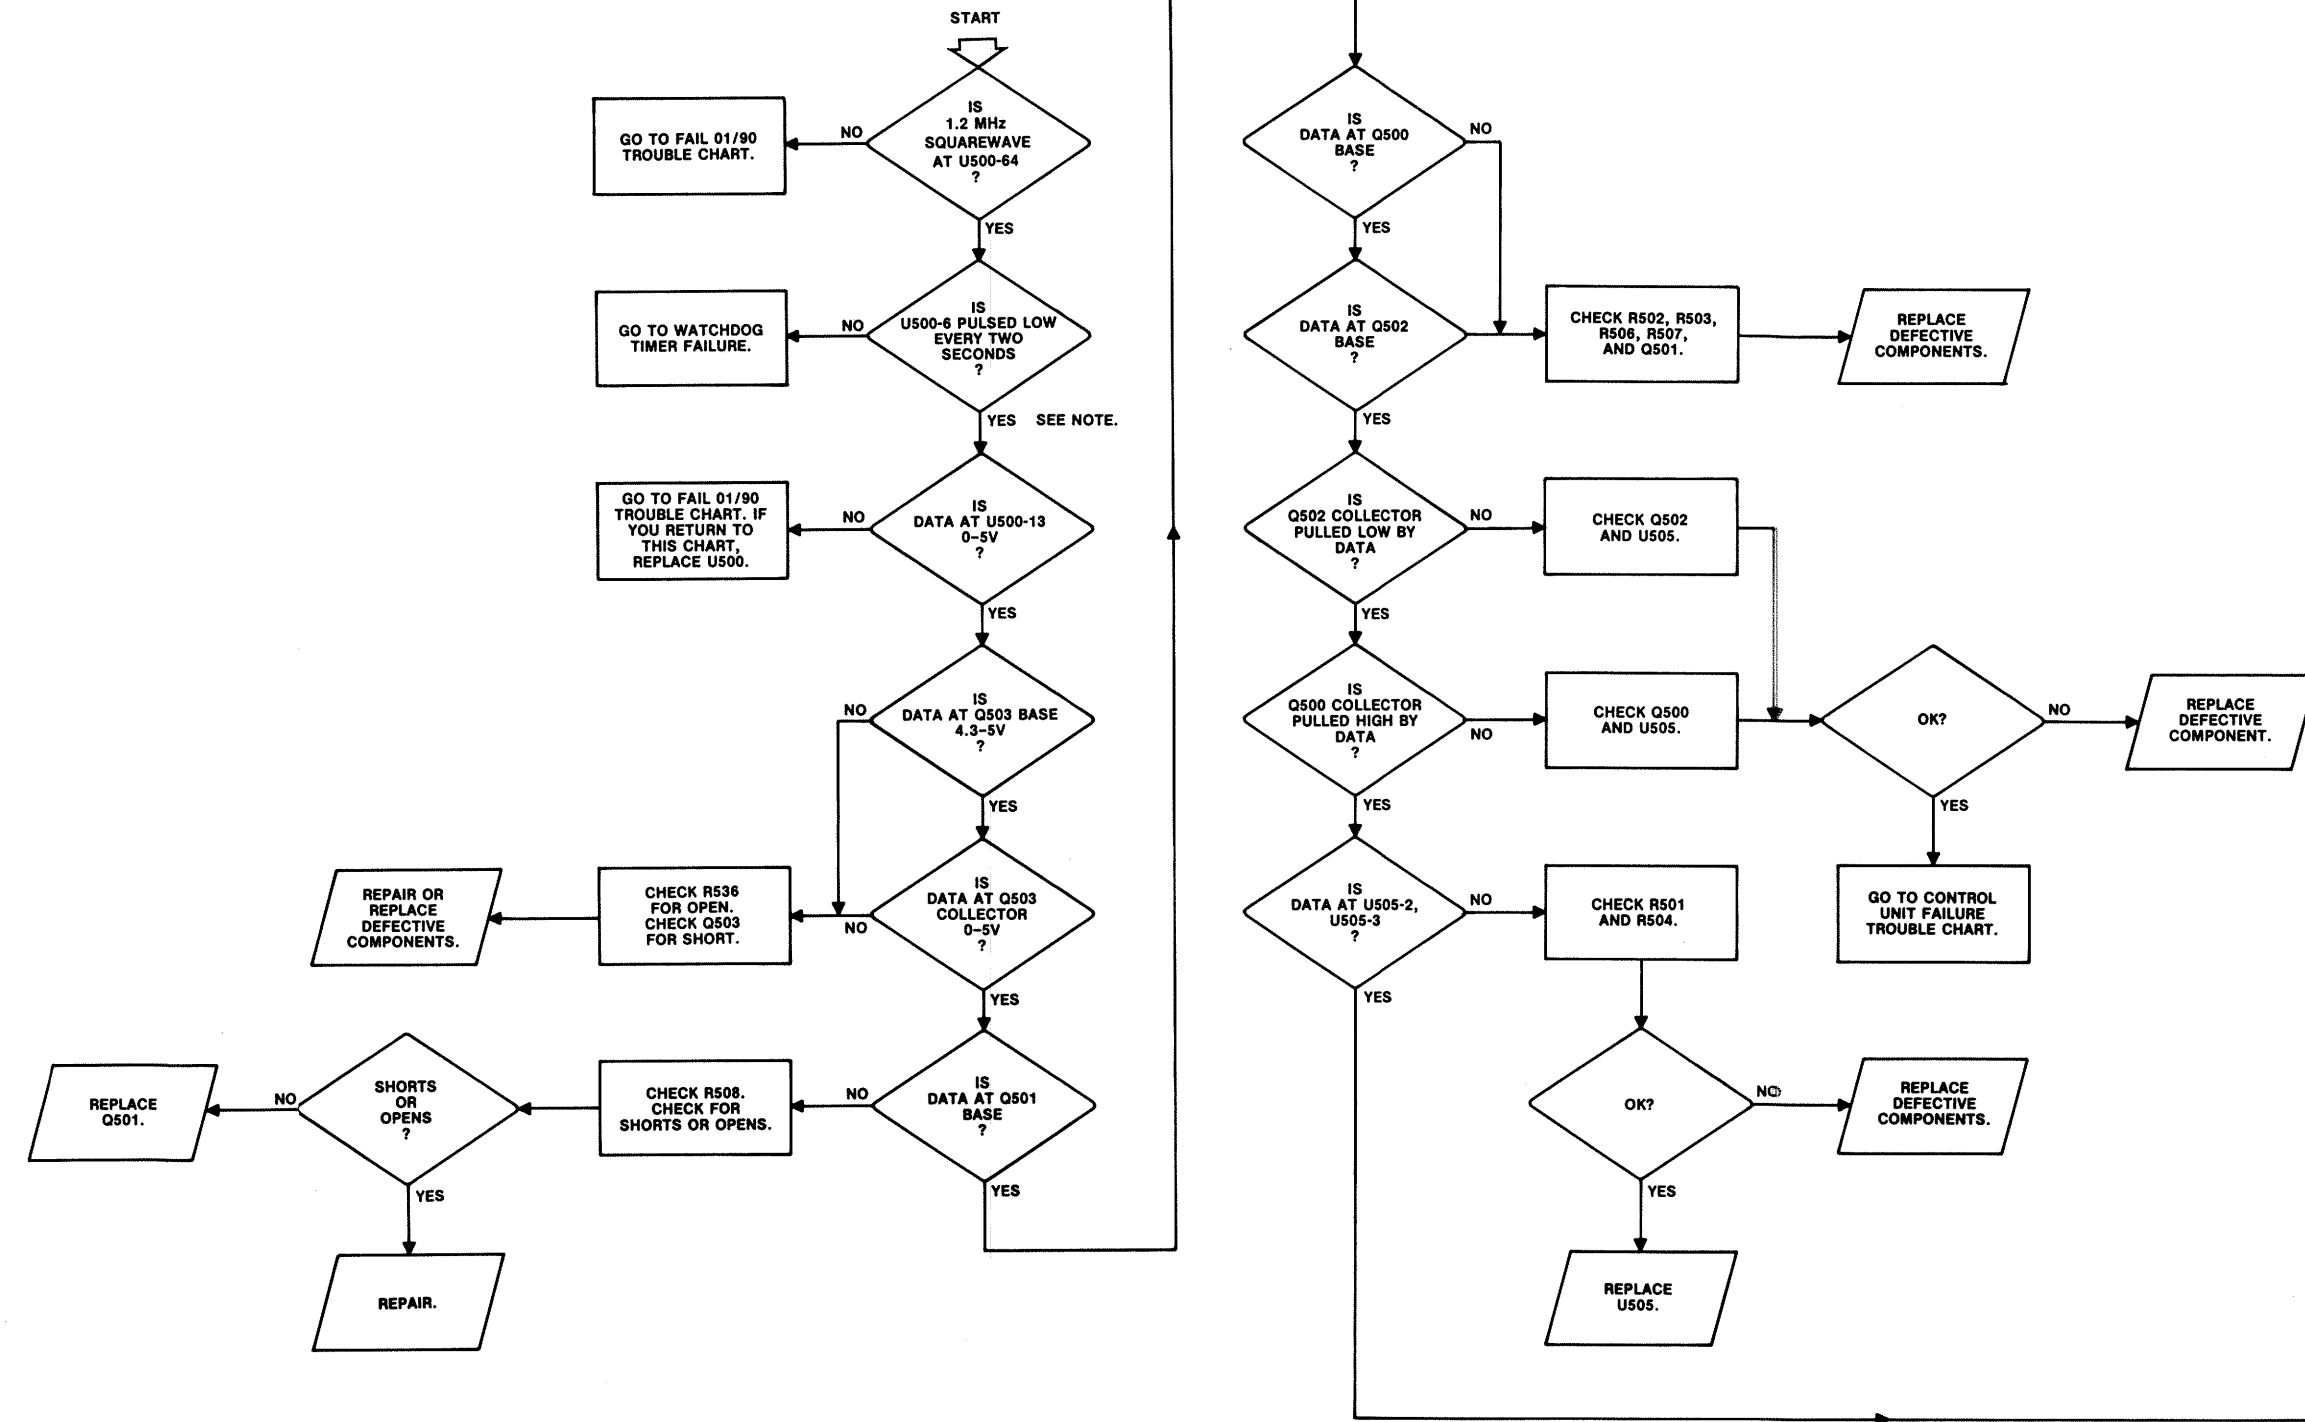 START
IS
1.2 MHz
SQUAREWAVE
AT U500-64
?
NO
GO TO FAIL 01/90
TROUBLE CHART.
YES
IS
U500-6 PULSED LOW
EVERY TWO
SECONDS
?
NO
GO TO WATCHDOG
TIMER FAILURE.
YES SEE NOTE.
IS
DATA AT U500-13
0–5V
?
NO
GO TO FAIL 01/90
TROUBLE CHART. IF
YOU RETURN TO
THIS CHART,
REPLACE U500.
YES
IS
DATA AT Q503 BASE
4.3–5V
?
NO
YES
IS
DATA AT Q503
COLLECTOR
0–5V
?
NO
CHECK R536
FOR OPEN.
CHECK Q503
FOR SHORT.
REPAIR OR
REPLACE
DEFECTIVE
COMPONENTS.
YES
IS
DATA AT Q501
BASE
?
NO
CHECK R508.
CHECK FOR
SHORTS OR OPENS.
SHORTS
OR
OPENS
?
NO
REPLACE
Q501.
YES
REPAIR.
YES
IS
DATA AT Q500
BASE
?
NO
YES
IS
DATA AT Q502
BASE
?
CHECK R502, R503,
R506, R507,
AND Q501.
REPLACE
DEFECTIVE
COMPONENTS.
YES
IS
Q502 COLLECTOR
PULLED LOW BY
DATA
?
NO
CHECK Q502
AND U505.
YES
IS
Q500 COLLECTOR
PULLED HIGH BY
DATA
?
NO
CHECK Q500
AND U505.
OK?
NO
REPLACE
DEFECTIVE
COMPONENT.
YES
GO TO CONTROL
UNIT FAILURE
TROUBLE CHART.
YES
IS
DATA AT U505-2,
U505-3
?
NO
CHECK R501
AND R504.
YES
OK?
NO
REPLACE
DEFECTIVE
COMPONENTS.
YES
REPLACE
U505.